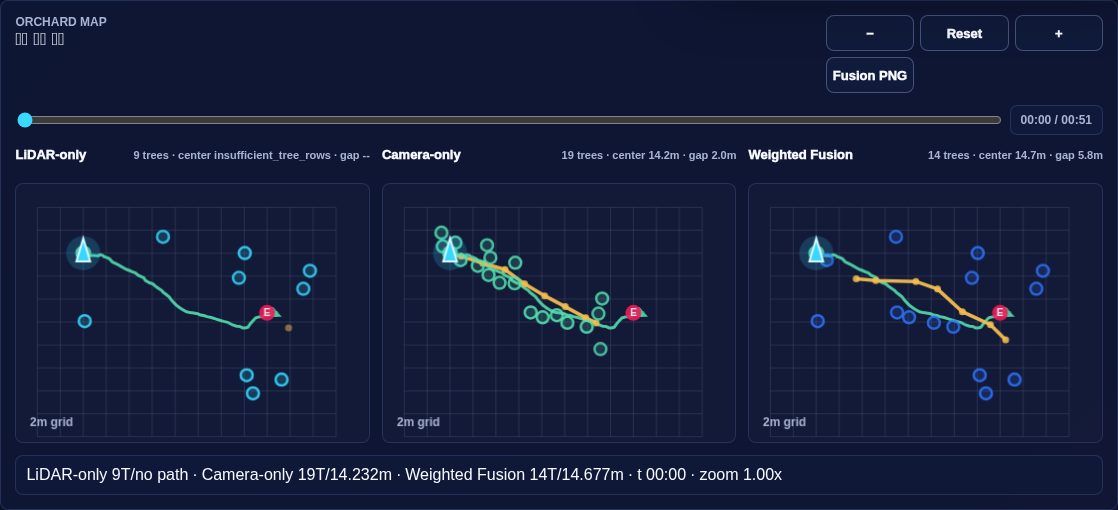 ORCHARD MAP
−
Reset
+
Fusion PNG
00:00 / 00:51
LiDAR-only
9 trees · center insufficient_tree_rows · gap --
Camera-only
19 trees · center 14.2m · gap 2.0m
Weighted Fusion
14 trees · center 14.7m · gap 5.8m
E
2m grid
E
2m grid
E
2m grid
LiDAR-only 9T/no path · Camera-only 19T/14.232m · Weighted Fusion 14T/14.677m · t 00:00 · zoom 1.00x